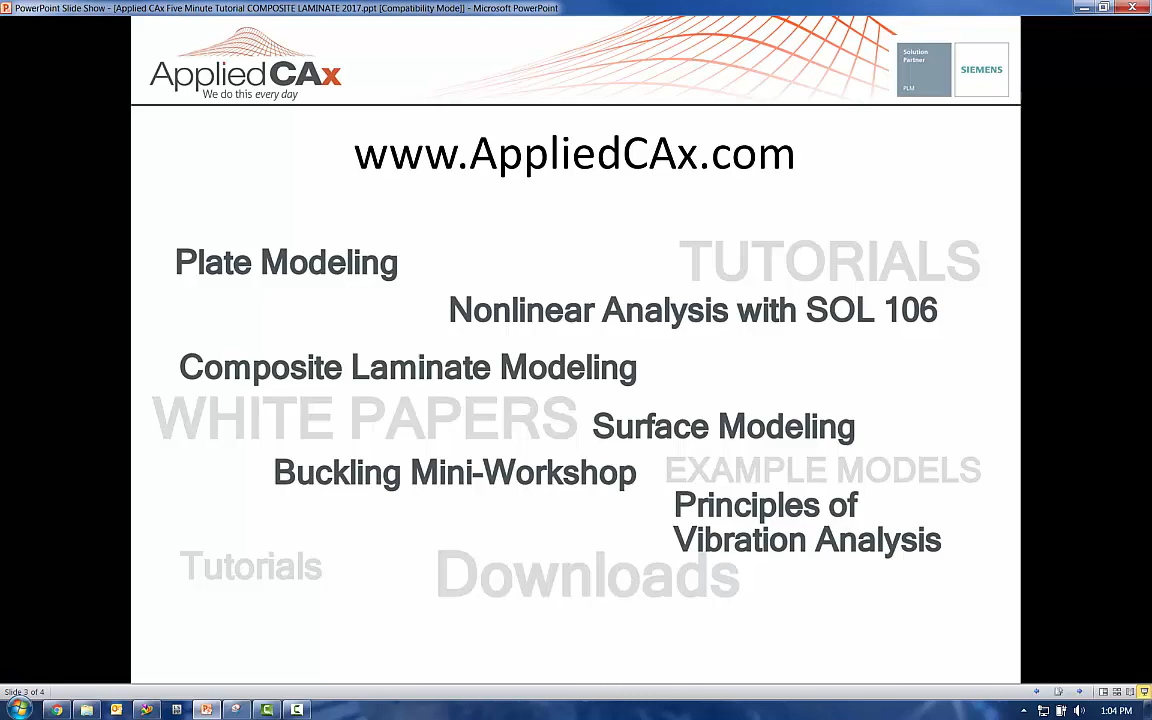 PowerPoint Slide Show - [Applied CAx Five Minute Tutorial COMPOSITE LAMINATE 2017.ppt [Compatibility Mode]] - Microsoft PowerPoint
AppliedCAx
We do this every day
Solution
Partner
PLM
SIEMENS
www.AppliedCAx.com
Plate Modeling
TUTORIALS
Nonlinear Analysis with SOL 106
Composite Laminate Modeling
WHITE PAPERS
Surface Modeling
Buckling Mini-Workshop
EXAMPLE MODELS
Principles of
Vibration Analysis
Tutorials
Downloads
Slide 3 of 4
1:04 PM